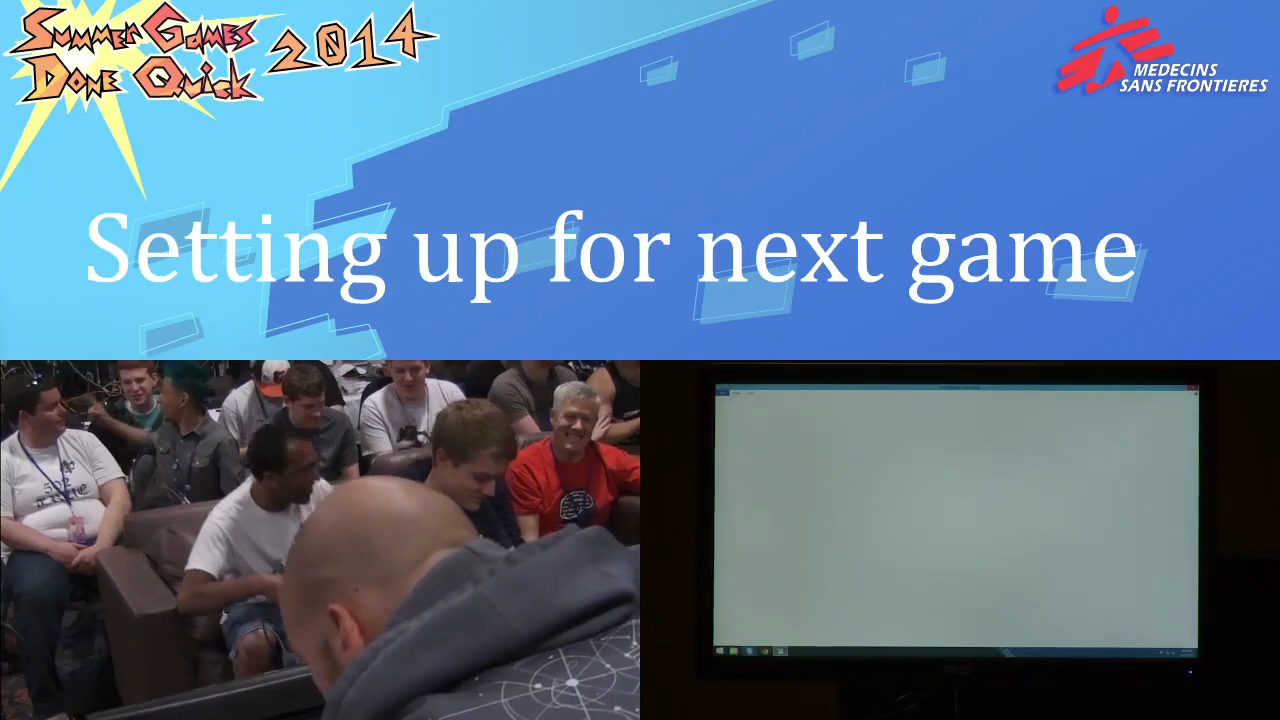 Summer Games
Done Quick
2014
MEDECINS
SANS FRONTIERES
Setting up for next game